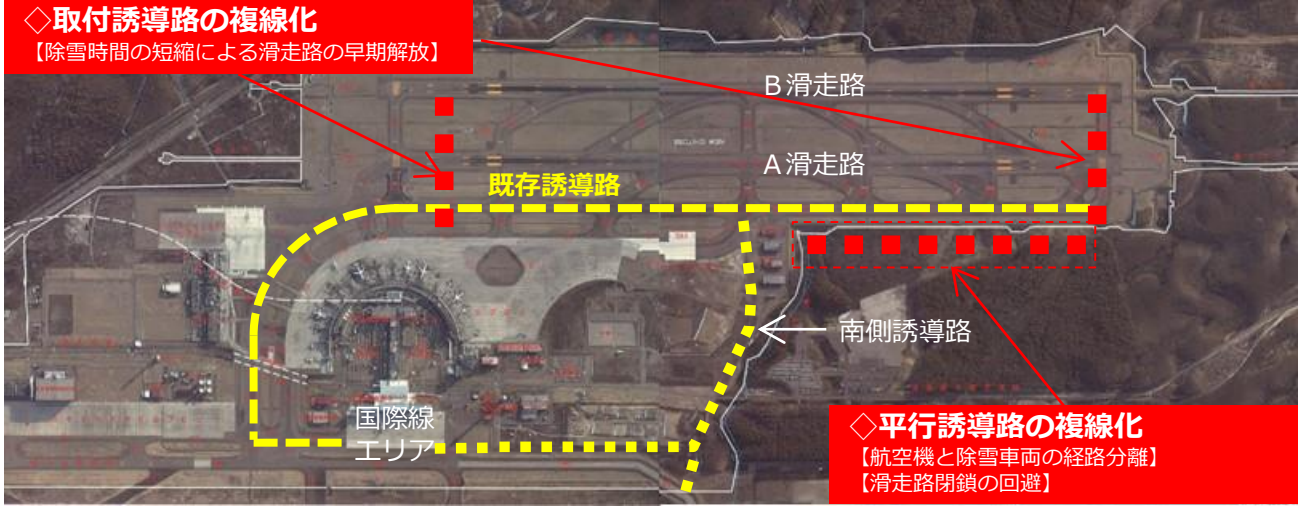 ◇取付誘導路の複線化
【除雪時間の短縮による滑走路の早期解放】
B滑走路
A滑走路
既存誘導路
南側誘導路
国際線
エリア
◇平行誘導路の複線化
【航空機と除雪車両の経路分離】
【滑走路閉鎖の回避】